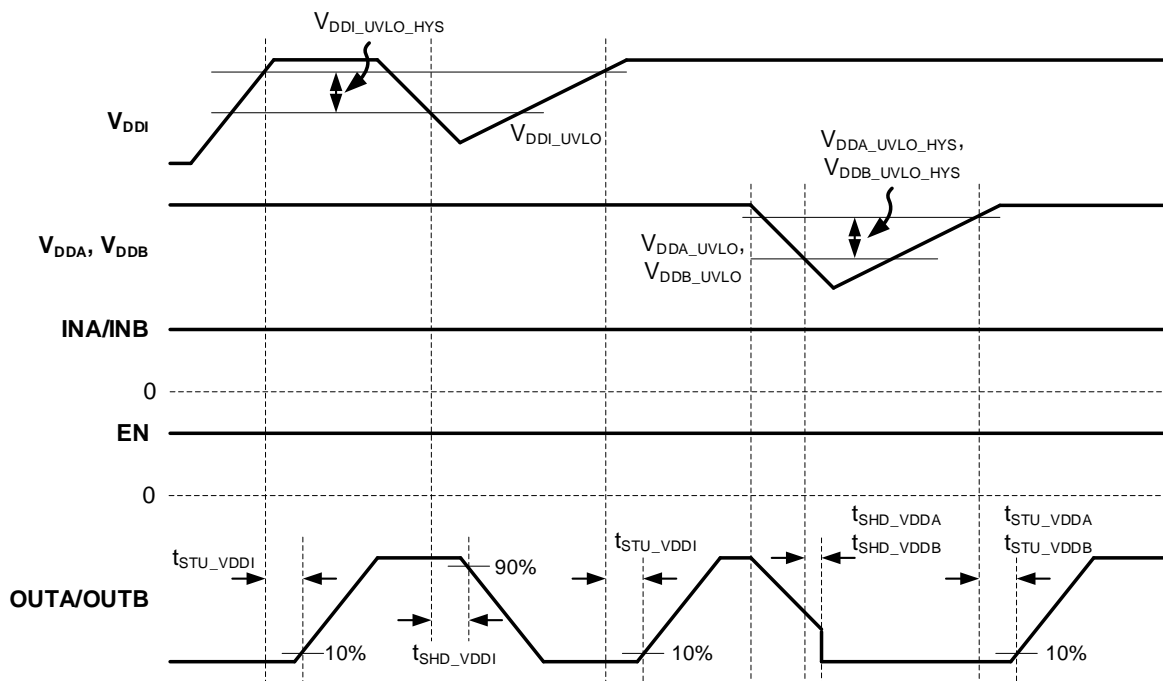 VDDI_UVLO_HYS
VDDI
VDDI_UVLO
VDDA_UVLO_HYS,
VDDB_UVLO_HYS
VDDA, VDDB
VDDA_UVLO,
VDDB_UVLO
INA/INB
0
EN
0
tSTU_VDDI
90%
tSTU_VDDI
tSHD_VDDA
tSHD_VDDB
tSTU_VDDA
tSTU_VDDB
OUTA/OUTB
10%
tSHD_VDDI
10%
10%